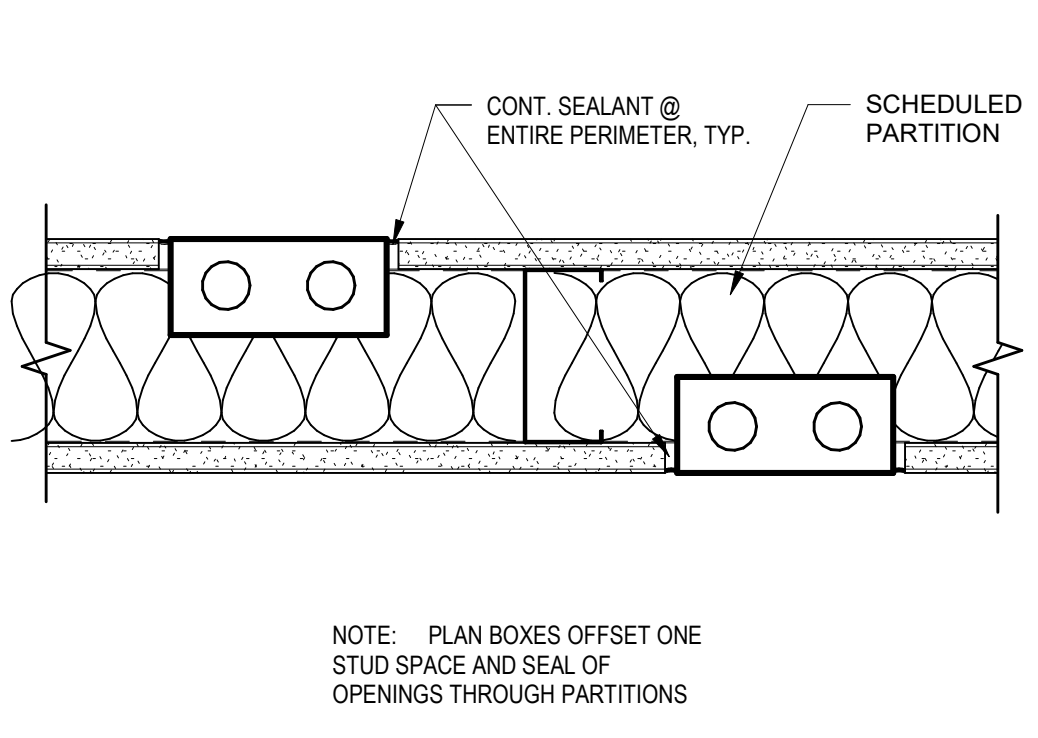 CONT. SEALANT @
ENTIRE PERIMETER, TYP.
SCHEDULED
PARTITION
NOTE: PLAN BOXES OFFSET ONE
STUD SPACE AND SEAL OF
OPENINGS THROUGH PARTITIONS